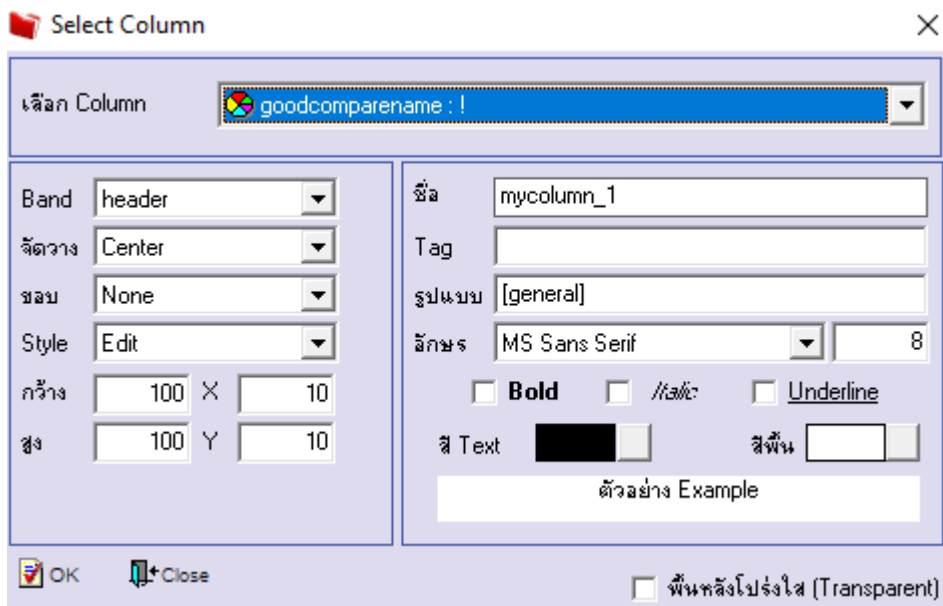 Select Column
เลือก Column goodcomparename : !
Band header
จัดวาง Center
ขอบ None
Style Edit
กว้าง 100 X 10
สูง 100 Y 10
ชื่อ mycolumn_1
Tag
รูปแบบ [general]
อักษร MS Sans Serif 8
Bold Italic Underline
สี Text สีพื้น
ตัวอย่าง Example
OK Close
พื้นหลังโปร่งใส (Transparent)